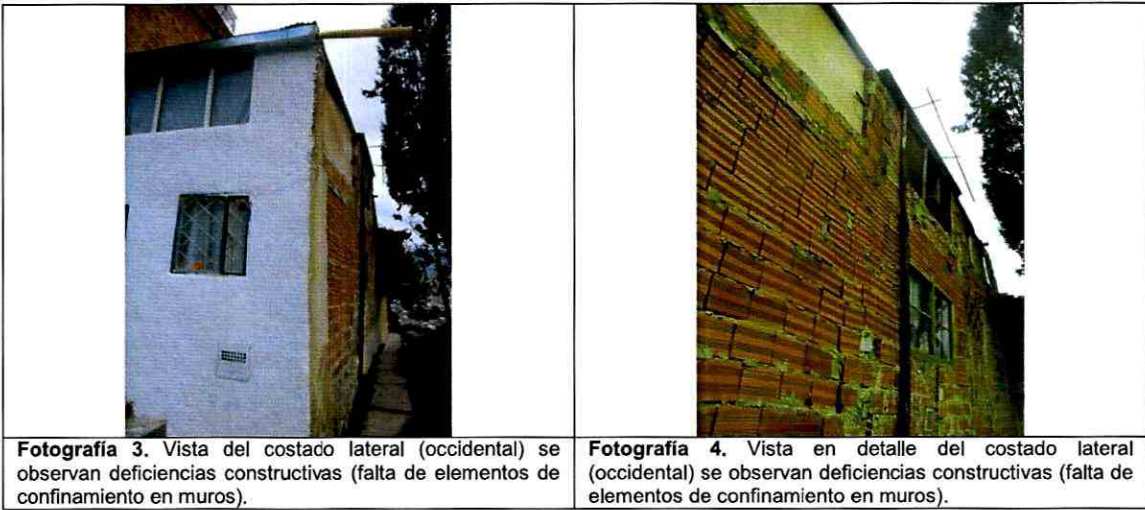 Fotografía 3. Vista del costado lateral (occidental) se
observan deficiencias constructivas (falta de elementos de
confinamiento en muros).
Fotografía 4. Vista en detalle del costado lateral
(occidental) se observan deficiencias constructivas (falta de
elementos de confinamiento en muros).